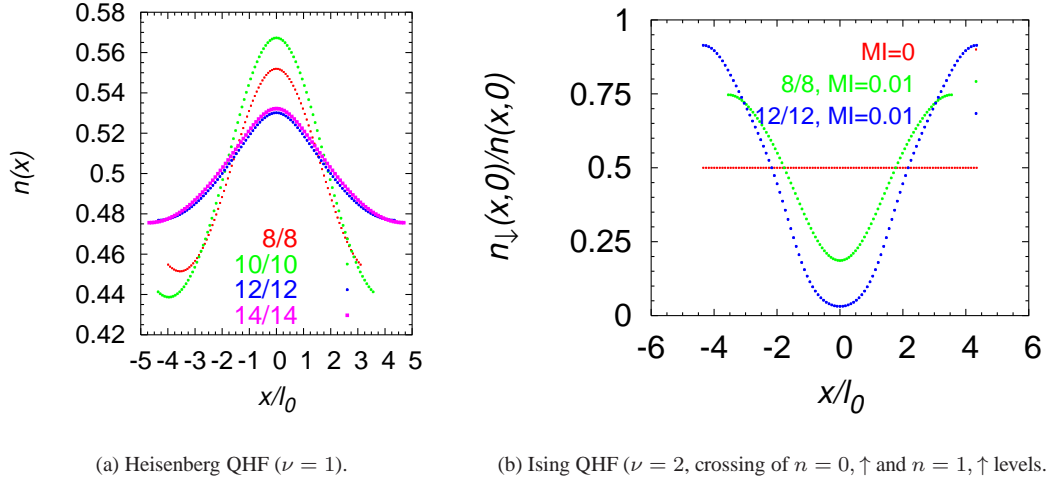 0.58
0.56
0.54
0.52
0.5
0.48
0.46
0.44
0.42
n(x)
8/8
10/10
12/12
14/14
-5 -4 -3 -2 -1 0 1 2 3 4 5
x/l0
(a) Heisenberg QHF (ν = 1).
1
0.75
0.5
0.25
0
n↓(x,0)/n(x,0)
MI=0
8/8, MI=0.01
12/12, MI=0.01
-6 -4 -2 0 2 4 6
x/l0
(b) Ising QHF (ν = 2, crossing of n = 0, ↑ and n = 1, ↑ levels.